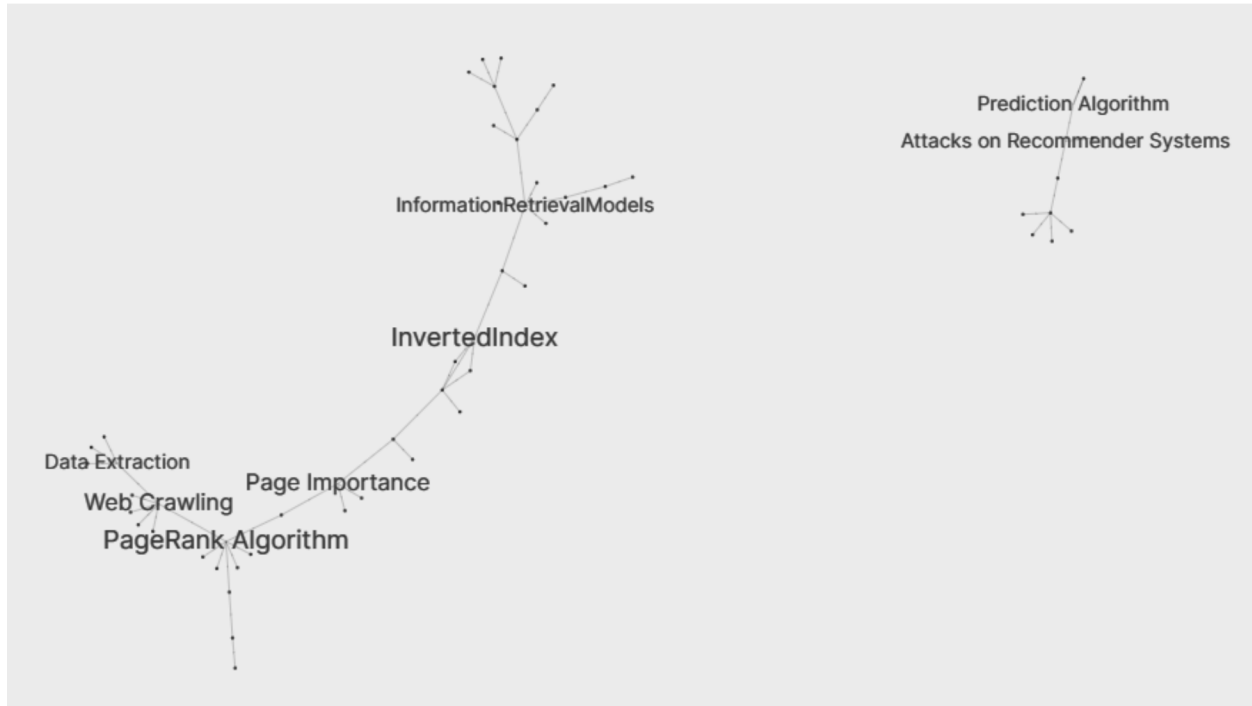 Prediction Algorithm
Attacks on Recommender Systems
InformationRetrievalModels
InvertedIndex
Data Extraction
Page Importance
Web Crawling
PageRank Algorithm